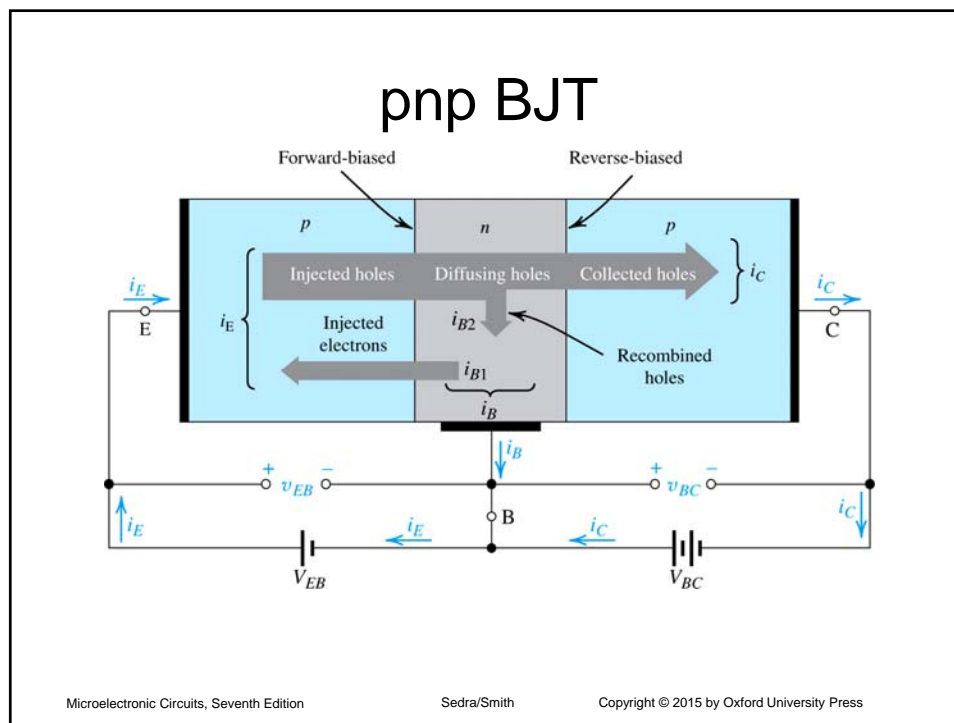 pnp BJT
Forward-biased
Reverse-biased
p
n
p
Injected holes
Diffusing holes
Collected holes
i_C
i_E
E
i_E
i_B2
Injected
electrons
i_B1
Recombined
holes
i_B
i_C
C
i_B
+ v_EB −
+ v_BC −
B
i_E
i_E
i_C
i_C
V_EB
V_BC
Microelectronic Circuits, Seventh Edition
Sedra/Smith
Copyright © 2015 by Oxford University Press